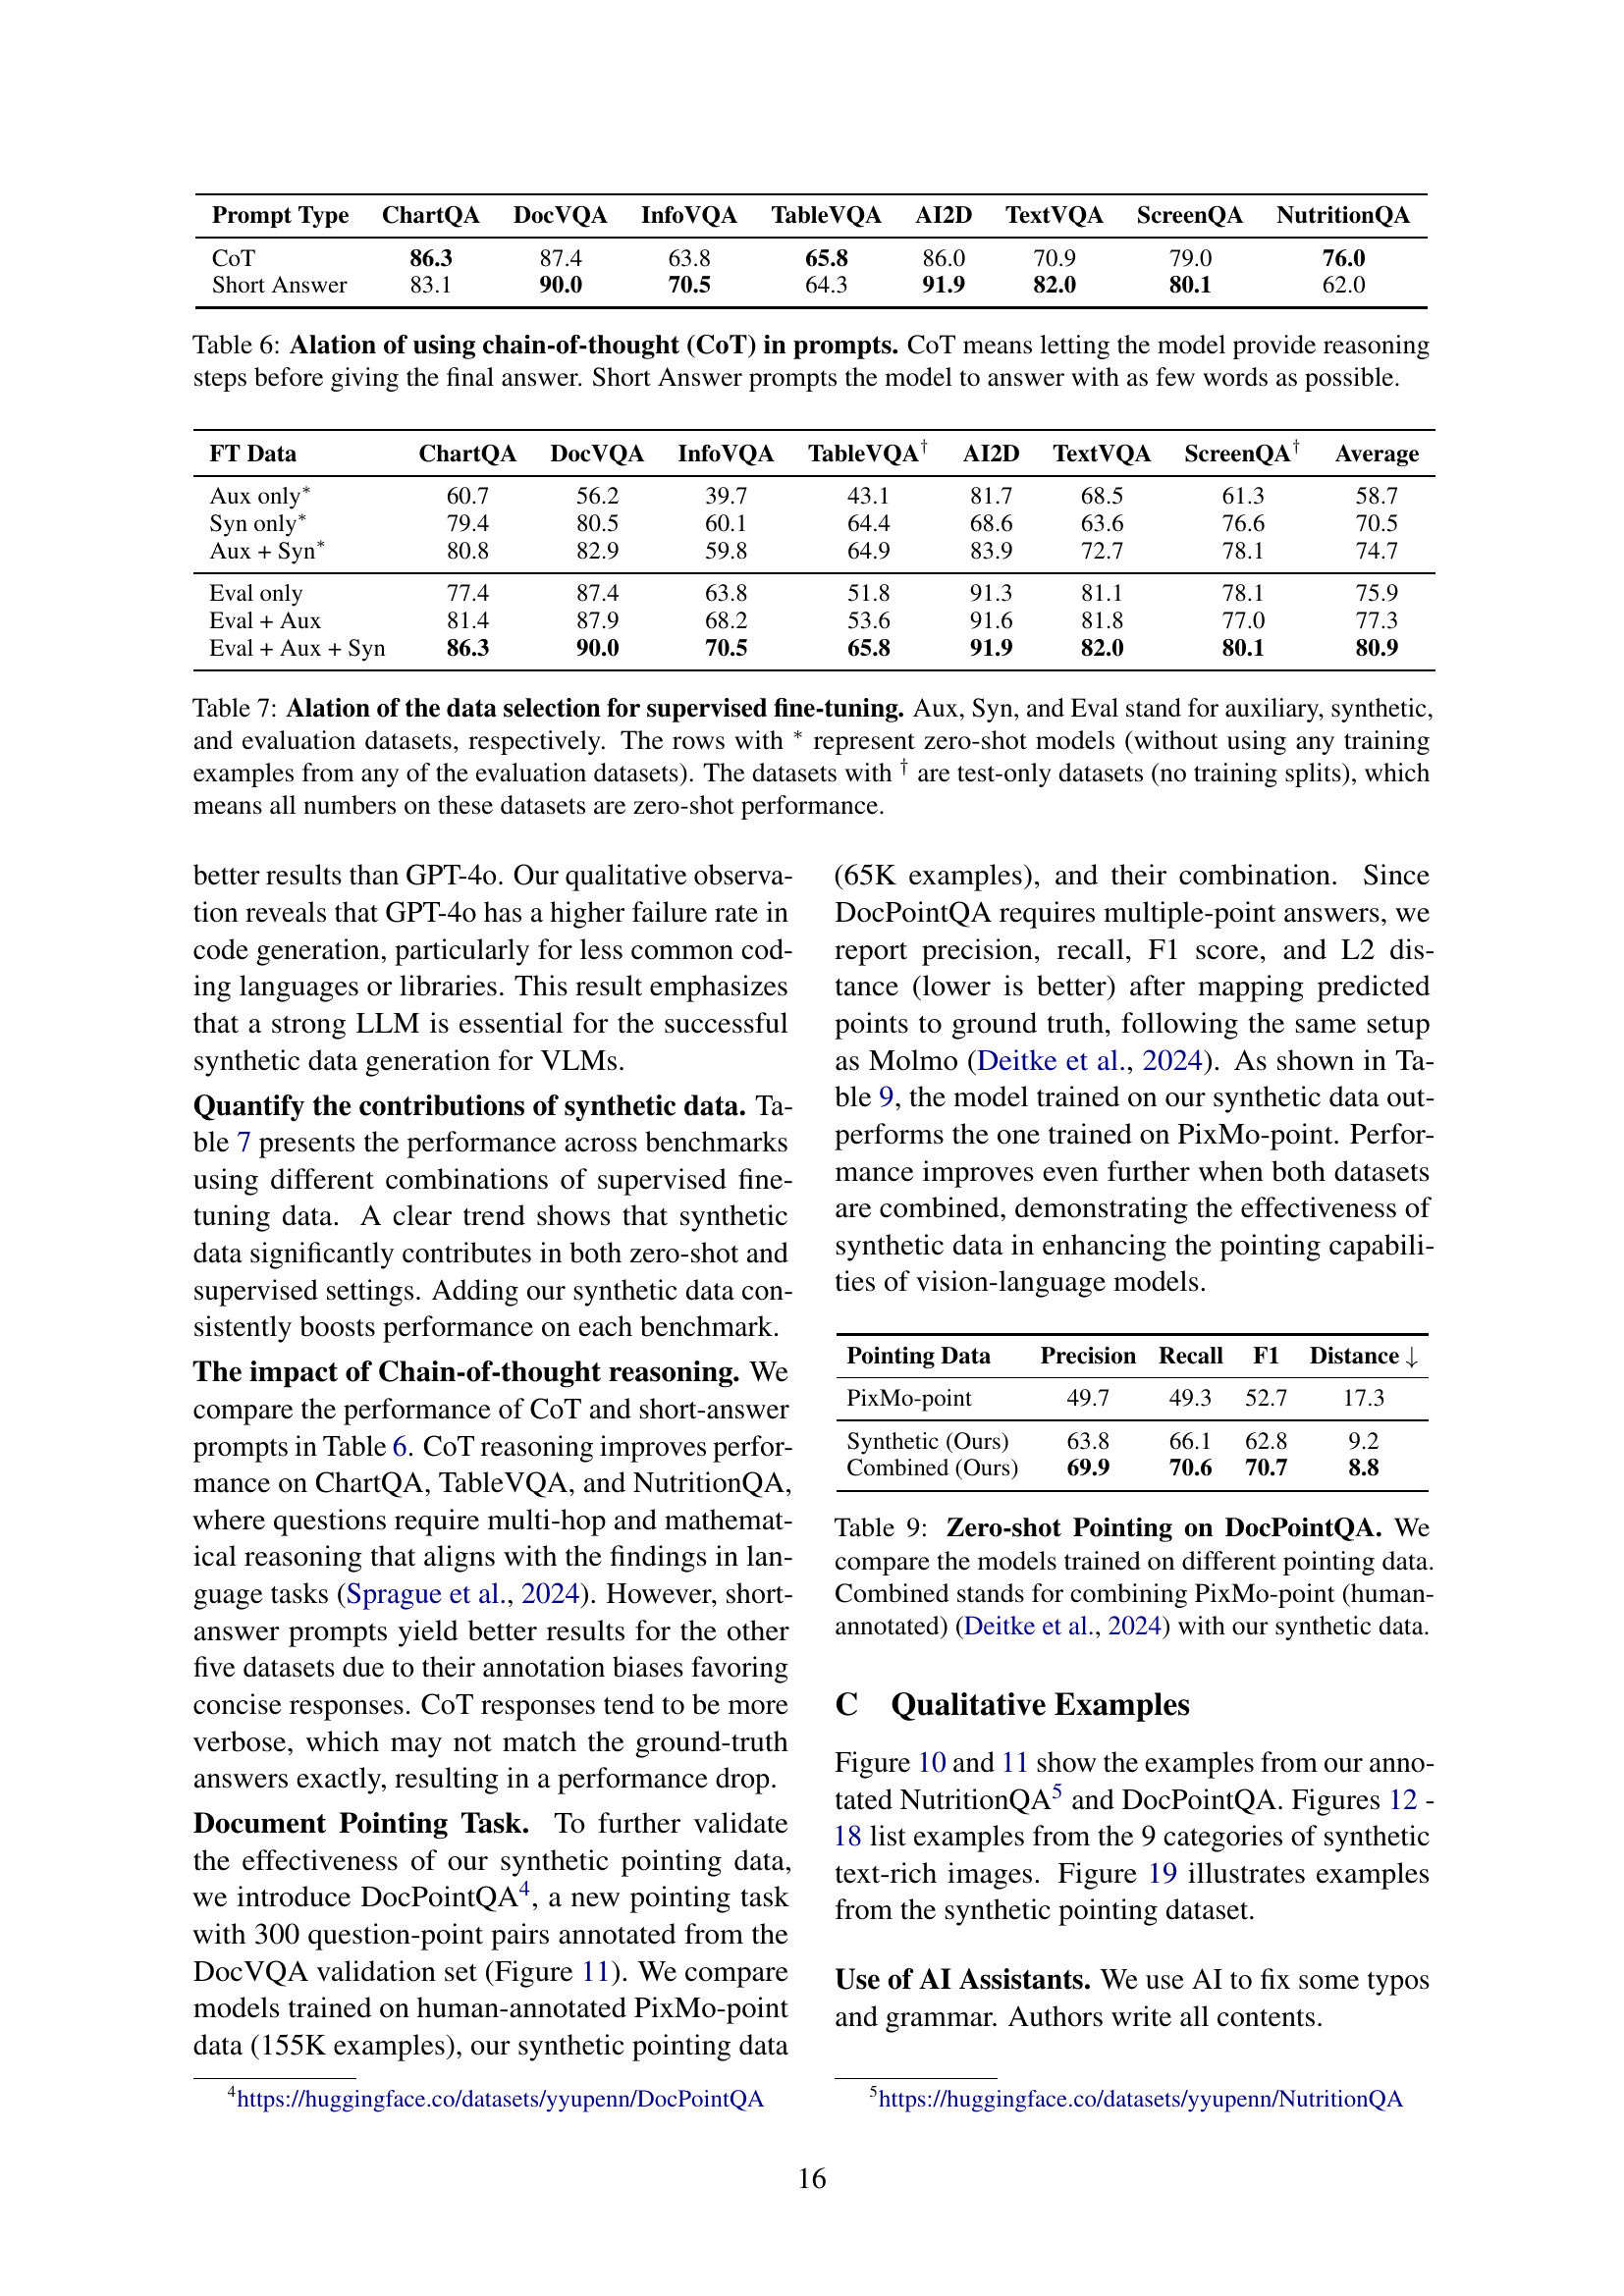 Prompt Type ChartQA DocVQA InfoVQA TableVQA AI2D TextVQA ScreenQA NutritionQA
CoT 86.3 87.4 63.8 65.8 86.0 70.9 79.0 76.0
Short Answer 83.1 90.0 70.5 64.3 91.9 82.0 80.1 62.0
Table 6: Alation of using chain-of-thought (CoT) in prompts. CoT means letting the model provide reasoning
steps before giving the final answer. Short Answer prompts the model to answer with as few words as possible.
FT Data ChartQA DocVQA InfoVQA TableVQA† AI2D TextVQA ScreenQA† Average
Aux only* 60.7 56.2 39.7 43.1 81.7 68.5 61.3 58.7
Syn only* 79.4 80.5 60.1 64.4 68.6 63.6 76.6 70.5
Aux + Syn* 80.8 82.9 59.8 64.9 83.9 72.7 78.1 74.7
Eval only 77.4 87.4 63.8 51.8 91.3 81.1 78.1 75.9
Eval + Aux 81.4 87.9 68.2 53.6 91.6 81.8 77.0 77.3
Eval + Aux + Syn 86.3 90.0 70.5 65.8 91.9 82.0 80.1 80.9
Table 7: Alation of the data selection for supervised fine-tuning. Aux, Syn, and Eval stand for auxiliary, synthetic,
and evaluation datasets, respectively. The rows with * represent zero-shot models (without using any training
examples from any of the evaluation datasets). The datasets with † are test-only datasets (no training splits), which
means all numbers on these datasets are zero-shot performance.
better results than GPT-4o. Our qualitative observa-
tion reveals that GPT-4o has a higher failure rate in
code generation, particularly for less common cod-
ing languages or libraries. This result emphasizes
that a strong LLM is essential for the successful
synthetic data generation for VLMs.
Quantify the contributions of synthetic data. Ta-
ble 7 presents the performance across benchmarks
using different combinations of supervised fine-
tuning data. A clear trend shows that synthetic
data significantly contributes in both zero-shot and
supervised settings. Adding our synthetic data con-
sistently boosts performance on each benchmark.
The impact of Chain-of-thought reasoning. We
compare the performance of CoT and short-answer
prompts in Table 6. CoT reasoning improves perfor-
mance on ChartQA, TableVQA, and NutritionQA,
where questions require multi-hop and mathemat-
ical reasoning that aligns with the findings in lan-
guage tasks (Sprague et al., 2024). However, short-
answer prompts yield better results for the other
five datasets due to their annotation biases favoring
concise responses. CoT responses tend to be more
verbose, which may not match the ground-truth
answers exactly, resulting in a performance drop.
Document Pointing Task. To further validate
the effectiveness of our synthetic pointing data,
we introduce DocPointQA4, a new pointing task
with 300 question-point pairs annotated from the
DocVQA validation set (Figure 11). We compare
models trained on human-annotated PixMo-point
data (155K examples), our synthetic pointing data
4https://huggingface.co/datasets/yyupenn/DocPointQA
(65K examples), and their combination. Since
DocPointQA requires multiple-point answers, we
report precision, recall, F1 score, and L2 dis-
tance (lower is better) after mapping predicted
points to ground truth, following the same setup
as Molmo (Deitke et al., 2024). As shown in Ta-
ble 9, the model trained on our synthetic data out-
performs the one trained on PixMo-point. Perfor-
mance improves even further when both datasets
are combined, demonstrating the effectiveness of
synthetic data in enhancing the pointing capabili-
ties of vision-language models.
Pointing Data Precision Recall F1 Distance ↓
PixMo-point 49.7 49.3 52.7 17.3
Synthetic (Ours) 63.8 66.1 62.8 9.2
Combined (Ours) 69.9 70.6 70.7 8.8
Table 9: Zero-shot Pointing on DocPointQA. We
compare the models trained on different pointing data.
Combined stands for combining PixMo-point (human-
annotated) (Deitke et al., 2024) with our synthetic data.
C Qualitative Examples
Figure 10 and 11 show the examples from our anno-
tated NutritionQA5 and DocPointQA. Figures 12 -
18 list examples from the 9 categories of synthetic
text-rich images. Figure 19 illustrates examples
from the synthetic pointing dataset.
Use of AI Assistants. We use AI to fix some typos
and grammar. Authors write all contents.
5https://huggingface.co/datasets/yyupenn/NutritionQA
16